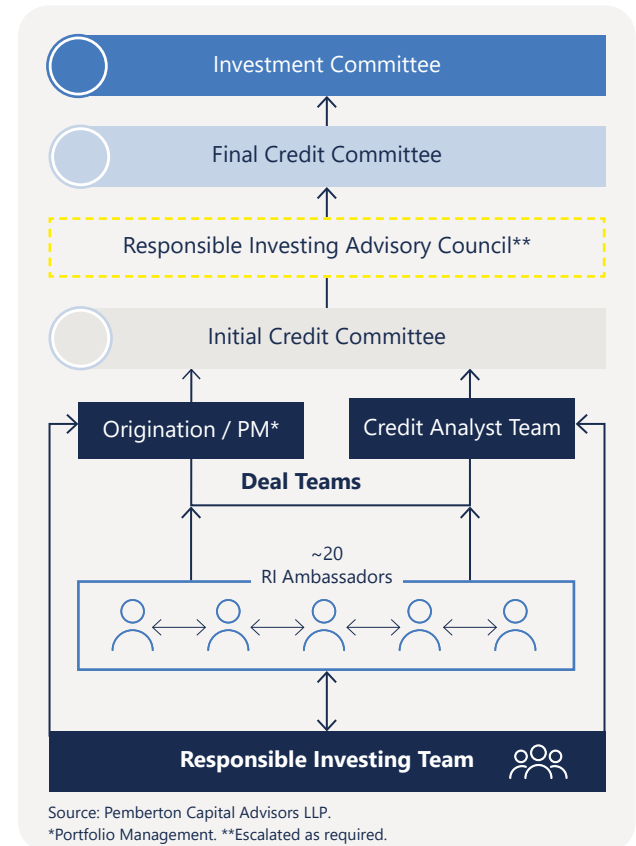 Investment Committee
Final Credit Committee
Responsible Investing Advisory Council**
Initial Credit Committee
Origination / PM*
Credit Analyst Team
Deal Teams
~20
RI Ambassadors
Responsible Investing Team
Source: Pemberton Capital Advisors LLP.
*Portfolio Management. **Escalated as required.